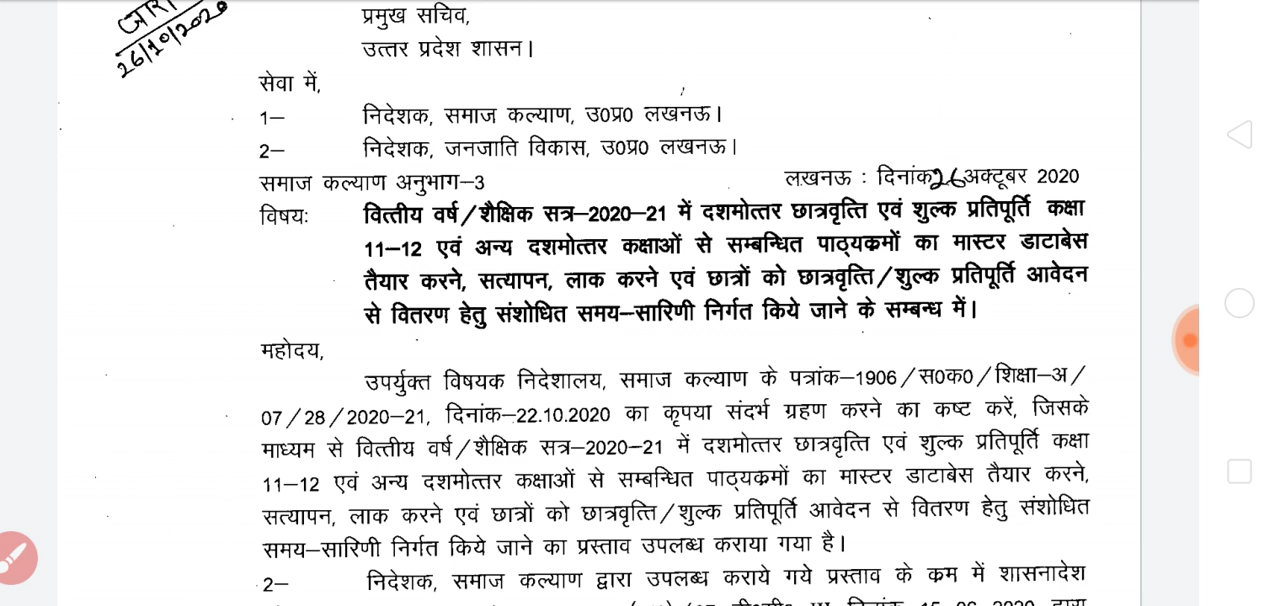 जारी
26/10/2020
प्रमुख सचिव,
उत्तर प्रदेश शासन।
सेवा में,
1– निदेशक, समाज कल्याण, उ0प्र0 लखनऊ।
2– निदेशक, जनजाति विकास, उ0प्र0 लखनऊ।
समाज कल्याण अनुभाग–3 लखनऊ : दिनांक 26 अक्टूबर 2020
विषयः वित्तीय वर्ष/शैक्षिक सत्र–2020–21 में दशमोत्तर छात्रवृत्ति एवं शुल्क प्रतिपूर्ति कक्षा
11–12 एवं अन्य दशमोत्तर कक्षाओं से सम्बन्धित पाठ्यक्रमों का मास्टर डाटाबेस
तैयार करने, सत्यापन, लाक करने एवं छात्रों को छात्रवृत्ति/शुल्क प्रतिपूर्ति आवेदन
से वितरण हेतु संशोधित समय–सारिणी निर्गत किये जाने के सम्बन्ध में।
महोदय,
उपर्युक्त विषयक निदेशालय, समाज कल्याण के पत्रांक–1906/स0क0/शिक्षा–अ/
07/28/2020–21, दिनांक–22.10.2020 का कृपया संदर्भ ग्रहण करने का कष्ट करें, जिसके
माध्यम से वित्तीय वर्ष/शैक्षिक सत्र–2020–21 में दशमोत्तर छात्रवृत्ति एवं शुल्क प्रतिपूर्ति कक्षा
11–12 एवं अन्य दशमोत्तर कक्षाओं से सम्बन्धित पाठ्यक्रमों का मास्टर डाटाबेस तैयार करने,
सत्यापन, लाक करने एवं छात्रों को छात्रवृत्ति/शुल्क प्रतिपूर्ति आवेदन से वितरण हेतु संशोधित
समय–सारिणी निर्गत किये जाने का प्रस्ताव उपलब्ध कराया गया है।
2– निदेशक, समाज कल्याण द्वारा उपलब्ध कराये गये प्रस्ताव के क्रम में शासनादेश
दिनांक 15.06.2020 द्वारा